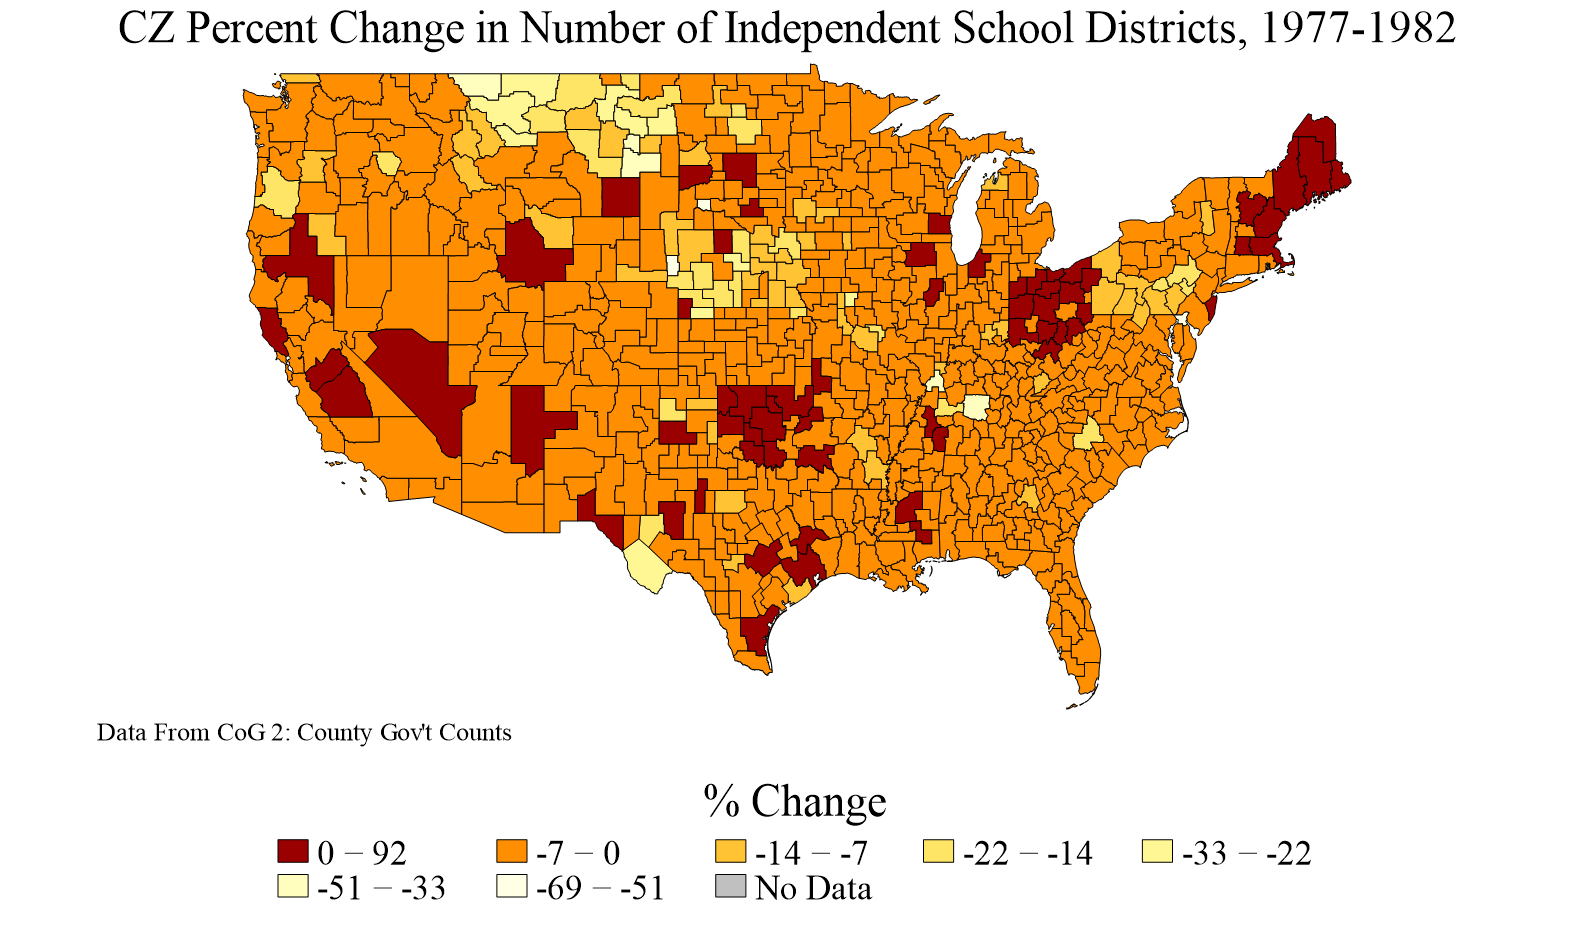 CZ Percent Change in Number of Independent School Districts, 1977-1982
Data From CoG 2: County Gov't Counts
% Change
0 − 92 -7 − 0 -14 − -7 -22 − -14 -33 − -22
-51 − -33 -69 − -51 No Data